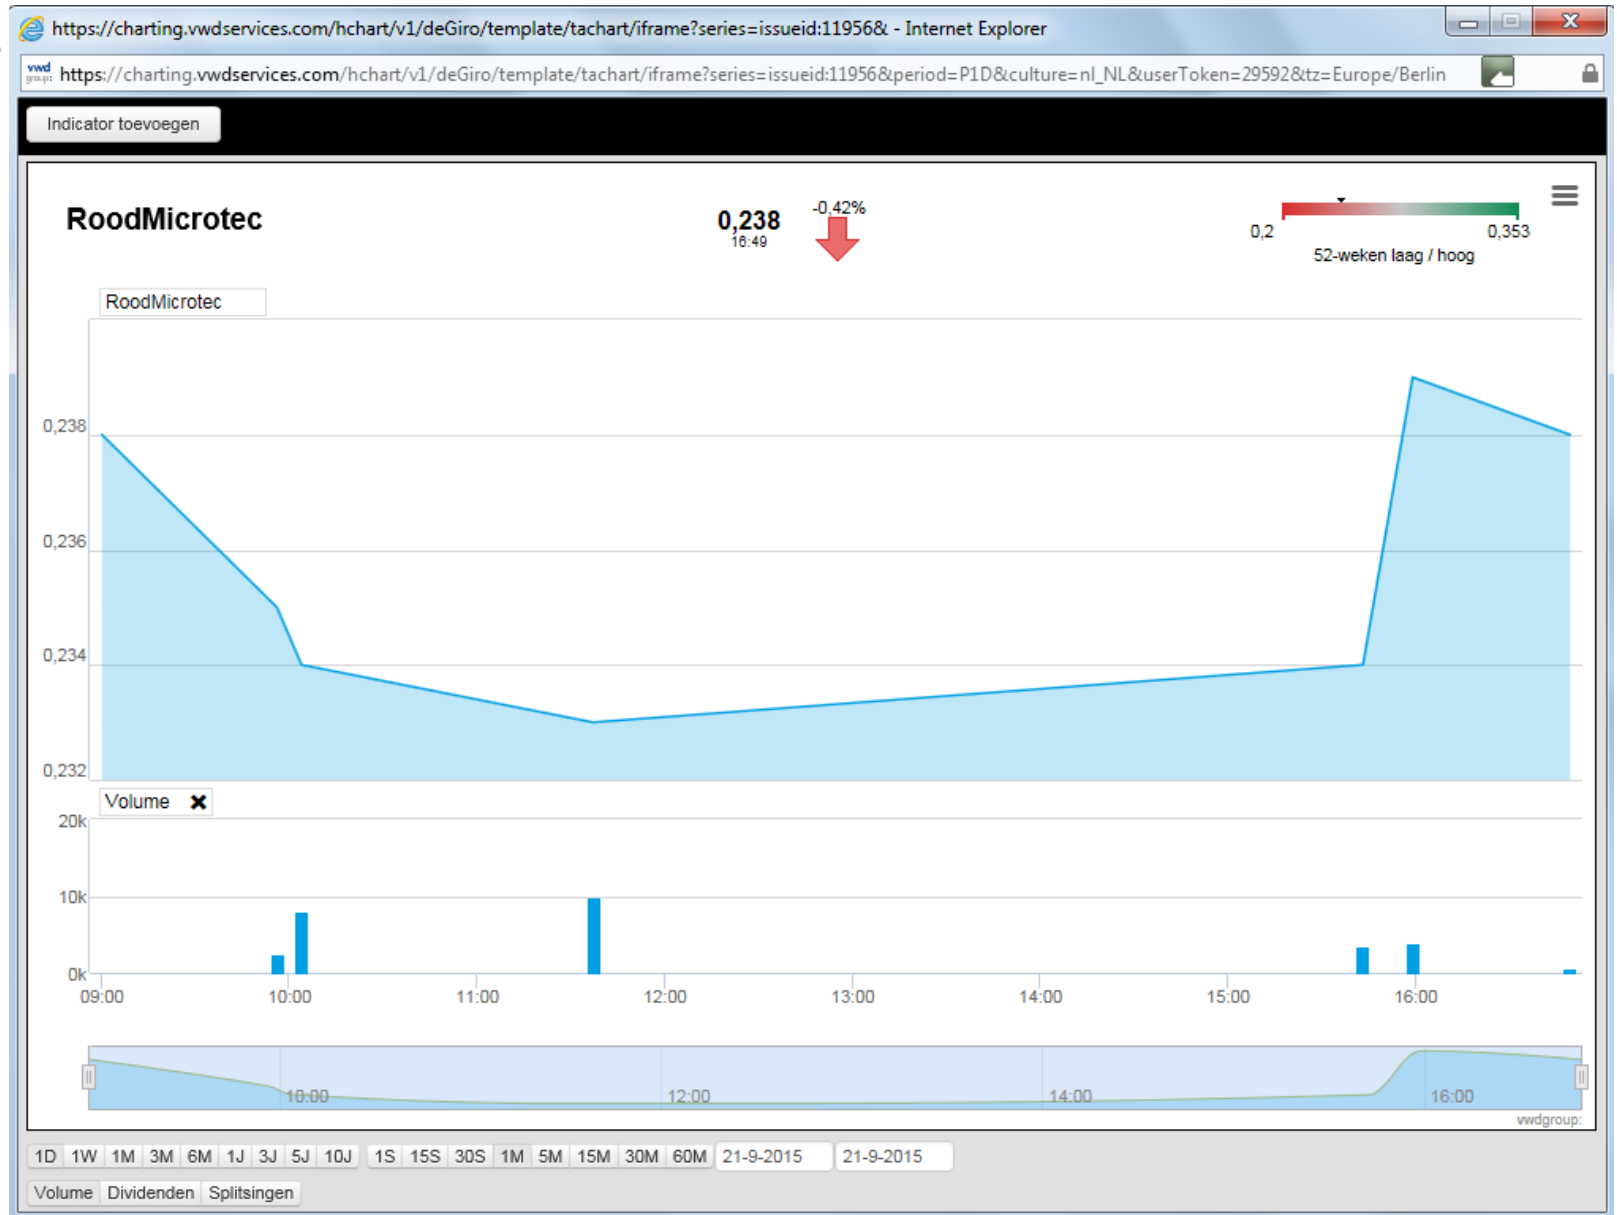 https://charting.vwdservices.com/hchart/v1/deGiro/template/tachart/iframe?series=issueid:11956& - Internet Explorer
vwd group: https://charting.vwdservices.com/hchart/v1/deGiro/template/tachart/iframe?series=issueid:11956&period=P1D&culture=nl_NL&userToken=29592&tz=Europe/Berlin
Indicator toevoegen
RoodMicrotec
0,238
16:49
-0,42%
0,2
0,353
52-weken laag / hoog
RoodMicrotec
0,238
0,236
0,234
0,232
Volume
20k
10k
0k
09:00 10:00 11:00 12:00 13:00 14:00 15:00 16:00
10:00 12:00 14:00 16:00
vwdgroup:
1D 1W 1M 3M 6M 1J 3J 5J 10J 1S 15S 30S 1M 5M 15M 30M 60M 21-9-2015 21-9-2015
Volume Dividenden Splitsingen